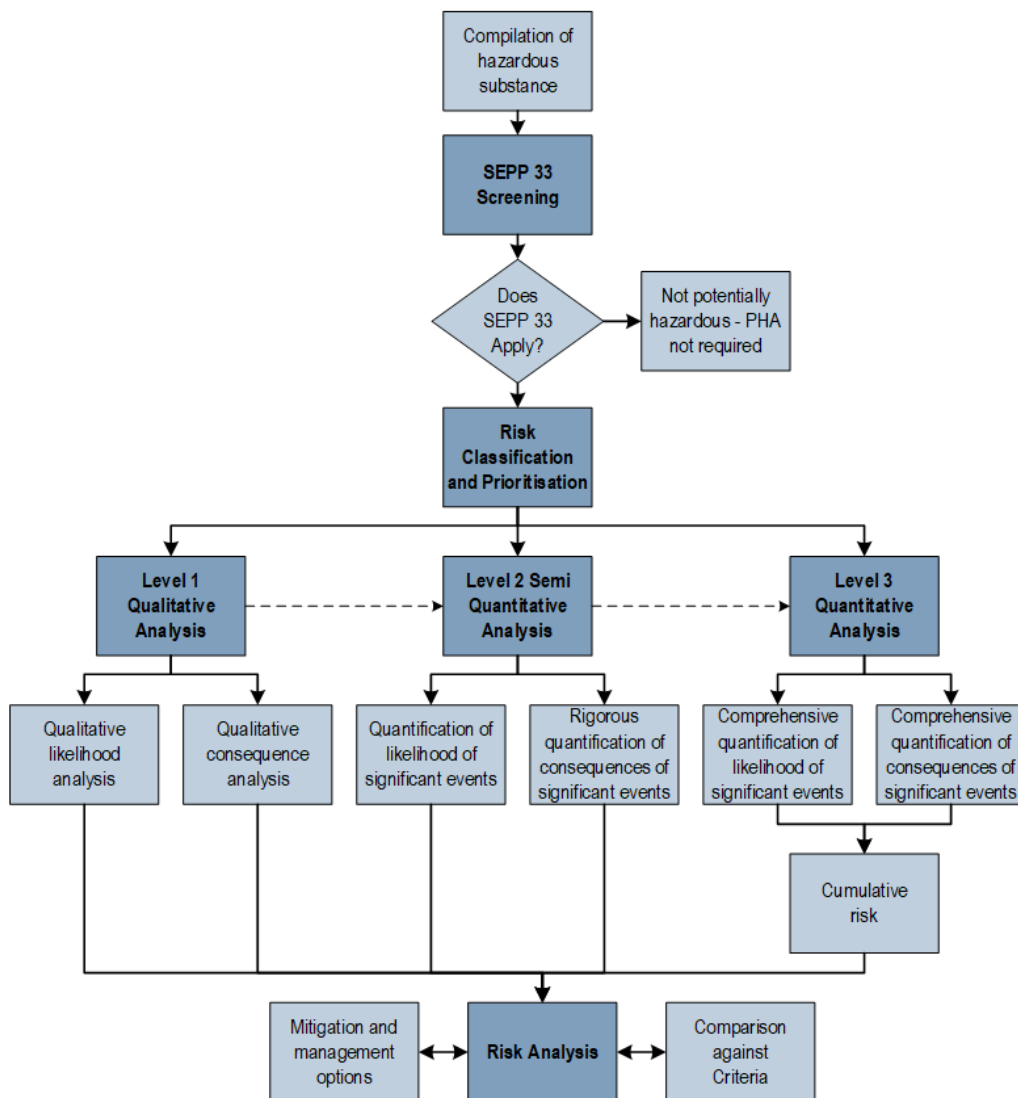 Compilation of
hazardous
substance
SEPP 33
Screening
Does
SEPP 33
Apply?
Not potentially
hazardous - PHA
not required
Risk
Classification
and Prioritisation
Level 1
Qualitative
Analysis
Level 2 Semi
Quantitative
Analysis
Level 3
Quantitative
Analysis
Qualitative
likelihood
analysis
Qualitative
consequence
analysis
Quantification of
likelihood of
significant events
Rigorous
quantification of
consequences of
significant events
Comprehensive
quantification of
likelihood of
significant events
Comprehensive
quantification of
consequences of
significant events
Cumulative
risk
Mitigation and
management
options
Risk Analysis
Comparison
against
Criteria